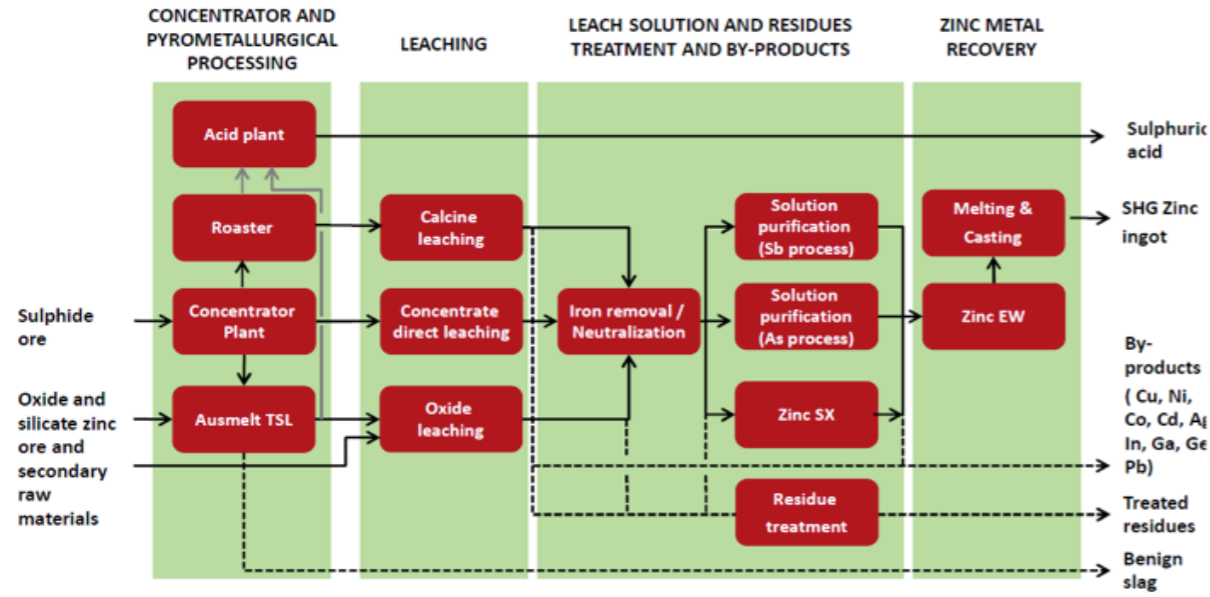 CONCENTRATOR AND
PYROMETALLURGICAL
PROCESSING
LEACHING
LEACH SOLUTION AND RESIDUES
TREATMENT AND BY-PRODUCTS
ZINC METAL
RECOVERY
Acid plant
Sulphuric
acid
Roaster
Calcine
leaching
Solution
purification
(Sb process)
Melting &
Casting
SHG Zinc
ingot
Sulphide
ore
Concentrator
Plant
Concentrate
direct leaching
Iron removal /
Neutralization
Solution
purification
(As process)
Zinc EW
By-
products
( Cu, Ni,
Co, Cd, Ag
In, Ga, Ge
Pb)
Oxide and
silicate zinc
ore and
secondary
raw
materials
Ausmelt TSL
Oxide
leaching
Zinc SX
Residue
treatment
Treated
residues
Benign
slag